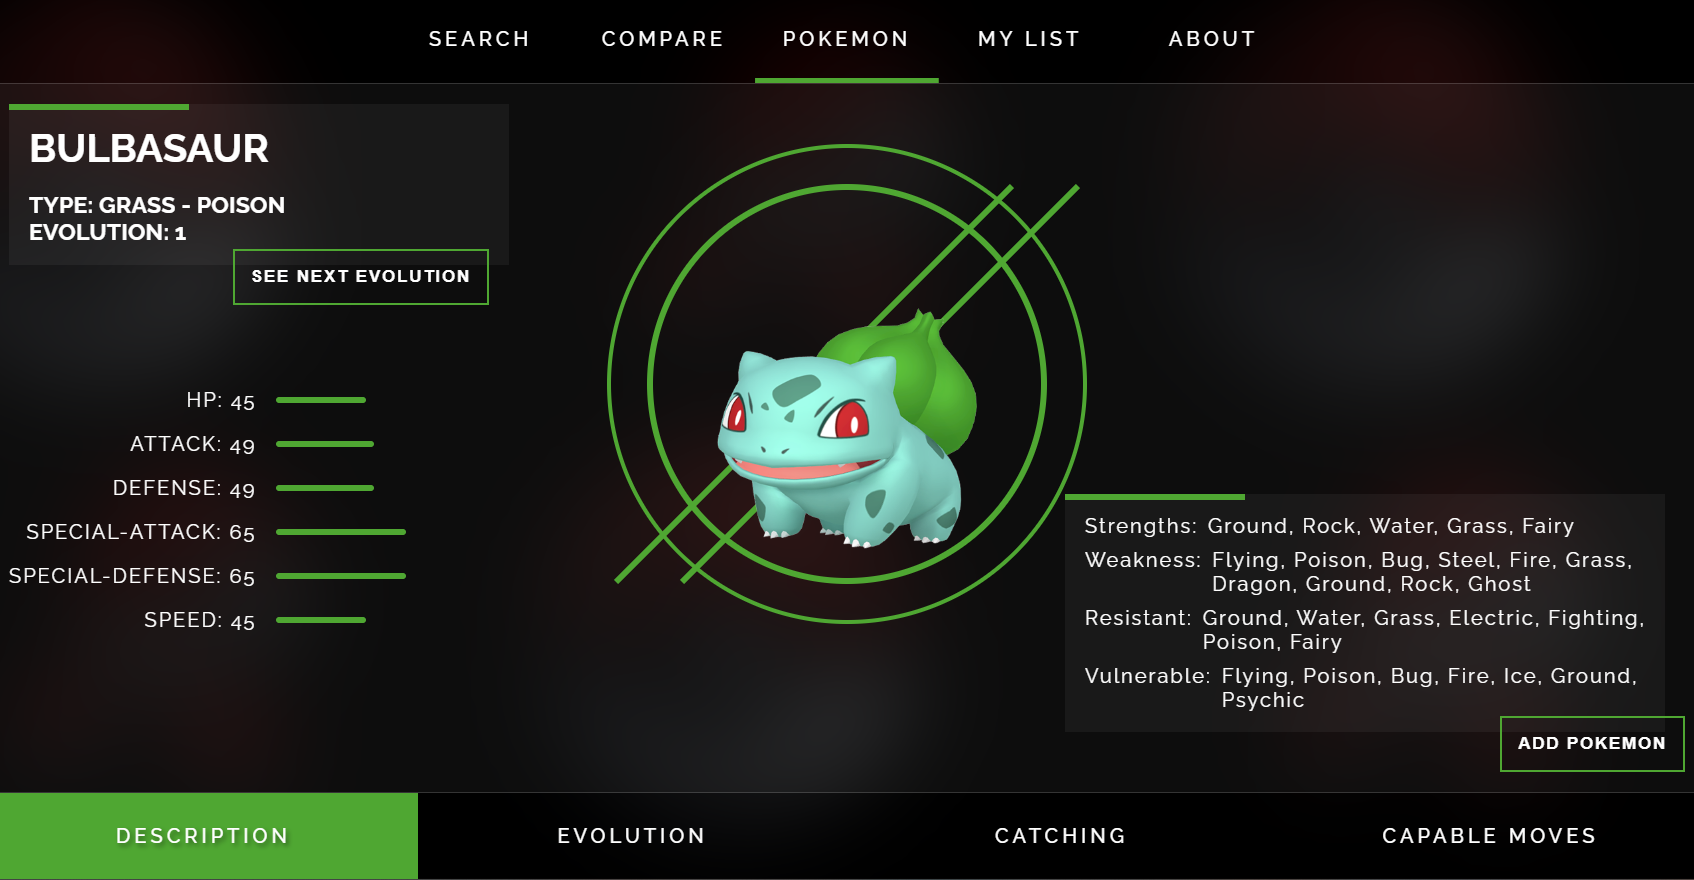 SEARCH COMPARE POKEMON MY LIST ABOUT
BULBASAUR
TYPE: GRASS - POISON
EVOLUTION: 1
SEE NEXT EVOLUTION
HP: 45
ATTACK: 49
DEFENSE: 49
SPECIAL-ATTACK: 65
SPECIAL-DEFENSE: 65
SPEED: 45
Strengths: Ground, Rock, Water, Grass, Fairy
Weakness: Flying, Poison, Bug, Steel, Fire, Grass,
Dragon, Ground, Rock, Ghost
Resistant: Ground, Water, Grass, Electric, Fighting,
Poison, Fairy
Vulnerable: Flying, Poison, Bug, Fire, Ice, Ground,
Psychic
ADD POKEMON
DESCRIPTION EVOLUTION CATCHING CAPABLE MOVES